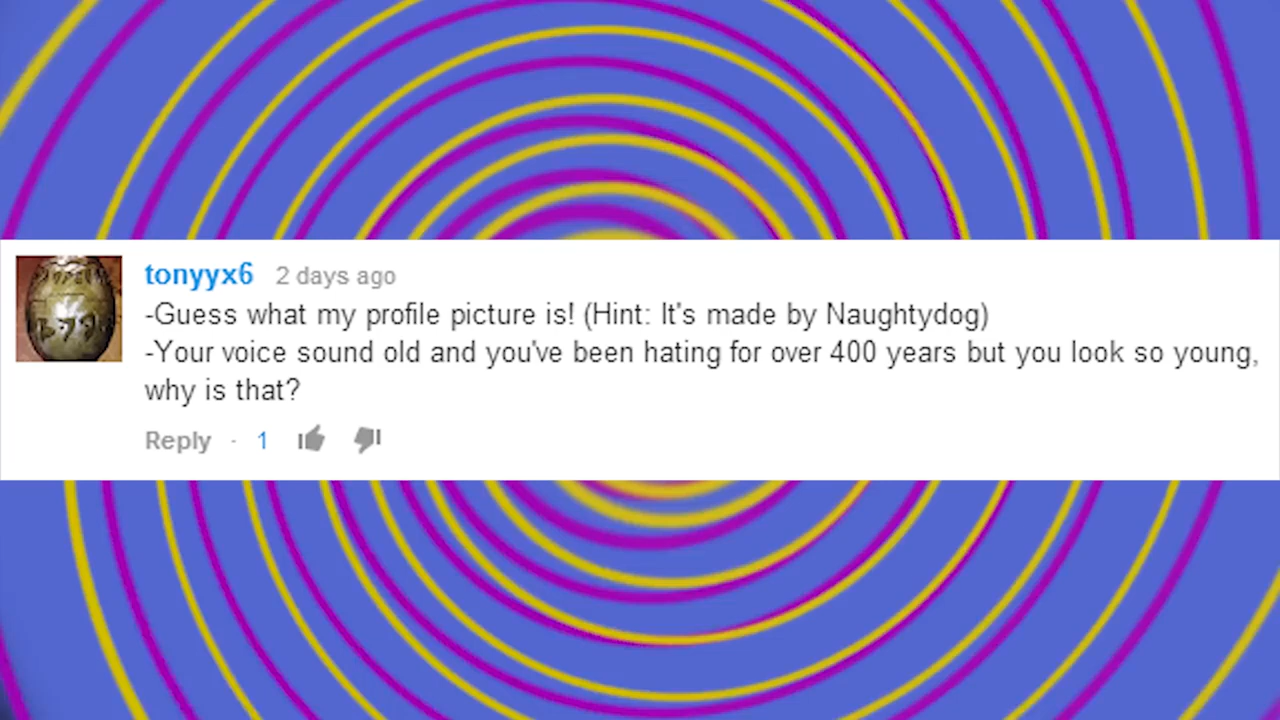 tonyyx6 2 days ago
-Guess what my profile picture is! (Hint: It's made by Naughtydog)
-Your voice sound old and you've been hating for over 400 years but you look so young,
why is that?
Reply · 1